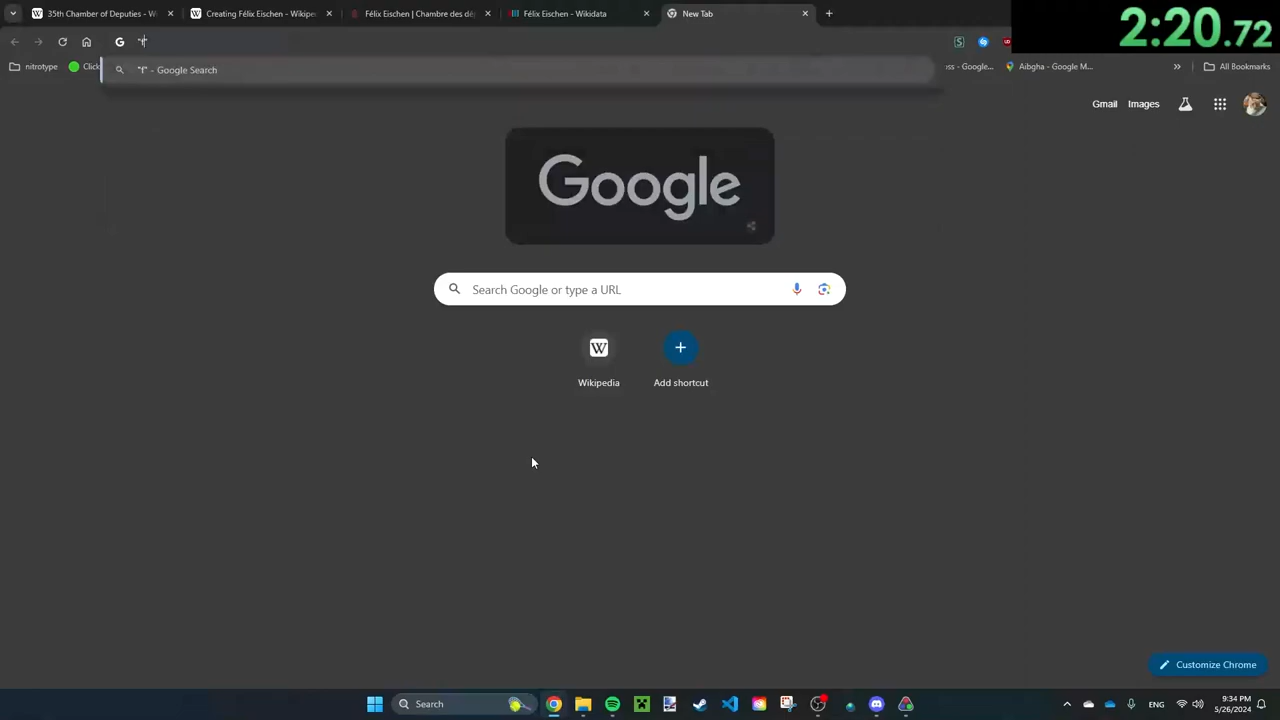 35th Chamber of Deputies - Wi
Creating Félix Eischen - Wikipe
Félix Eischen | Chambre des dé
Félix Eischen - Wikidata
New Tab
2:20.72
"f"
nitrotype
Click
"f" - Google Search
ss - Google...
Aibgha - Google M...
All Bookmarks
Gmail
Images
Google
Search Google or type a URL
Wikipedia
Add shortcut
Customize Chrome
Search
ENG
9:34 PM
5/26/2024